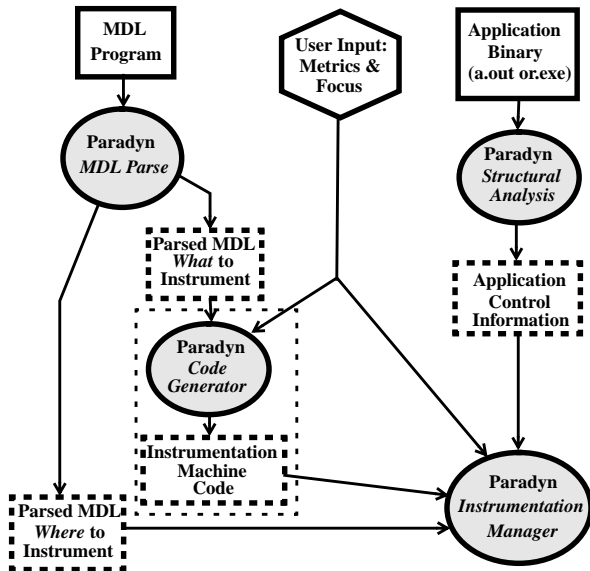 MDL
Program
User Input:
Metrics &
Focus
Application
Binary
(a.out or.exe)
Paradyn
MDL Parse
Paradyn
Structural
Analysis
Parsed MDL
What to
Instrument
Application
Control
Information
Paradyn
Code
Generator
Instrumentation
Machine
Code
Parsed MDL
Where to
Instrument
Paradyn
Instrumentation
Manager